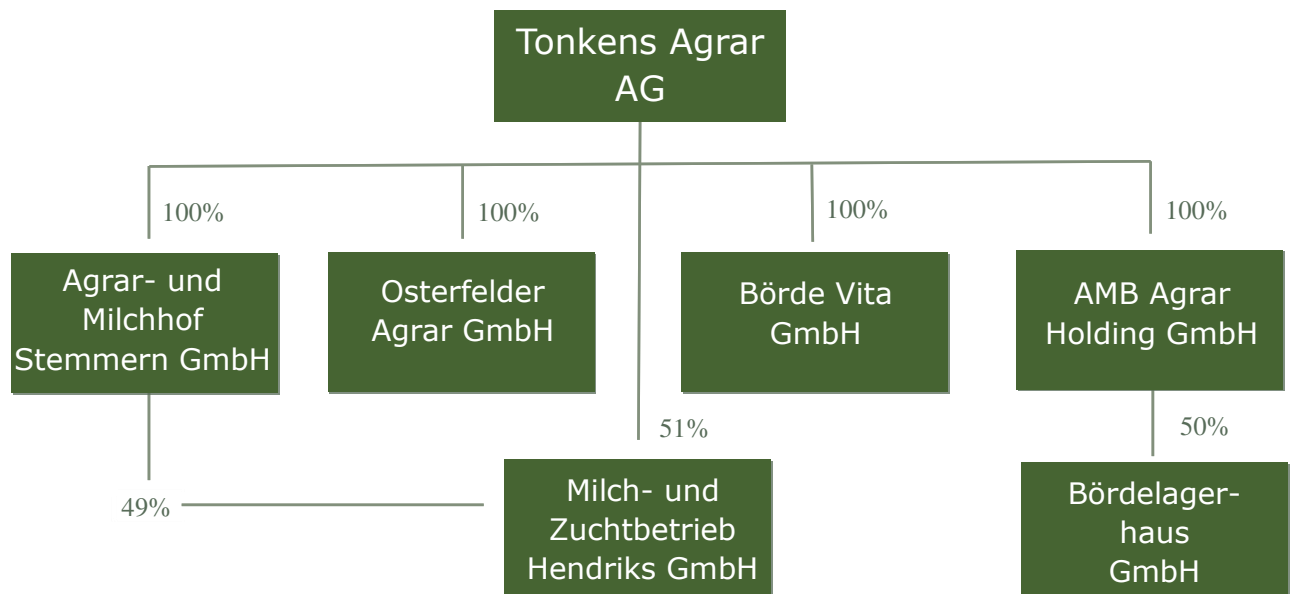 Tonkens Agrar
AG
100%
100%
100%
100%
Agrar- und
Milchhof
Stemmern GmbH
Osterfelder
Agrar GmbH
Börde Vita
GmbH
AMB Agrar
Holding GmbH
49%
51%
50%
Milch- und
Zuchtbetrieb
Hendriks GmbH
Bördelager-
haus
GmbH